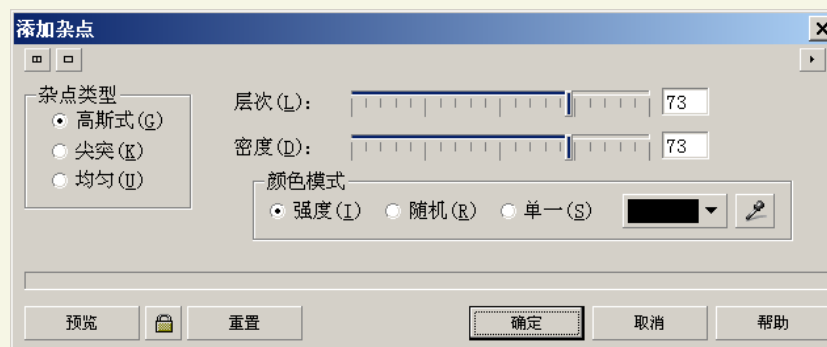 添加杂点
杂点类型
高斯式(G)
尖突(K)
均匀(U)
层次(L): 73
密度(D): 73
颜色模式
强度(I) 随机(R) 单一(S)
预览 重置 确定 取消 帮助